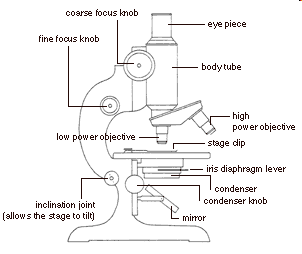 coarse focus knob
eye piece
fine focus knob
body tube
high
power objective
low power objective
stage clip
iris diaphragm lever
inclination joint
(allows the stage to tilt)
condenser
condenser knob
mirror